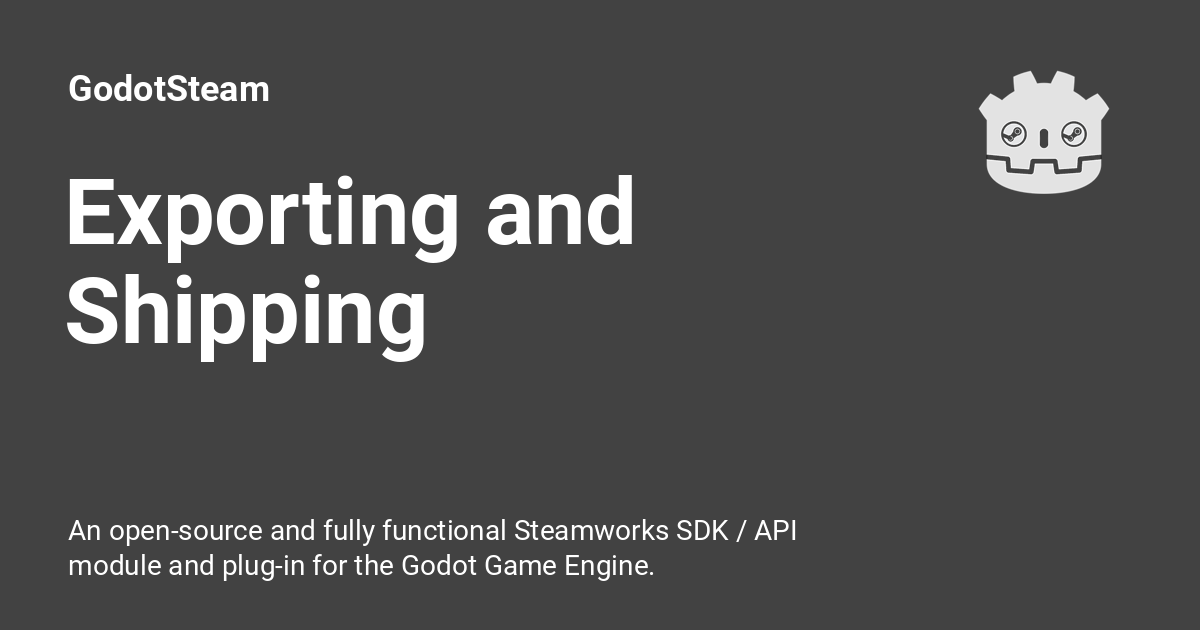 GodotSteam
Exporting and
Shipping
An open-source and fully functional Steamworks SDK / API
module and plug-in for the Godot Game Engine.